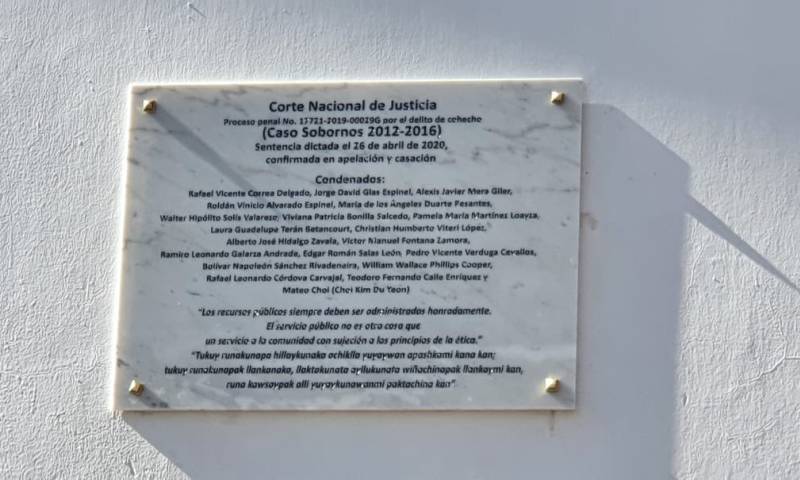 Corte Nacional de Justicia
Proceso penal No. 17721-2019-00029G por el delito de cohecho
(Caso Sobornos 2012-2016)
Sentencia dictada el 26 de abril de 2020,
confirmada en apelación y casación
Condenados:
Rafael Vicente Correa Delgado, Jorge David Glas Espinel, Alexis Javier Mera Giler,
Roldán Vinicio Alvarado Espinel, María de los Ángeles Duarte Pesantes,
Walter Hipólito Solís Valarezo, Viviana Patricia Bonilla Salcedo, Pamela María Martínez Loayza,
Laura Guadalupe Terán Betancourt, Christian Humberto Viteri López,
Alberto José Hidalgo Zavala, Víctor Manuel Fontana Zamora,
Ramiro Leonardo Galarza Andrade, Edgar Román Salas León, Pedro Vicente Verduga Cevallos,
Bolívar Napoleón Sánchez Rivadeneira, William Wallace Phillips Cooper,
Rafael Leonardo Córdova Carvajal, Teodoro Fernando Calle Enríquez y
Mateo Choi (Choi Kim Du Yeon)
"Los recursos públicos siempre deben ser administrados honradamente.
El servicio público no es otra cosa que
un servicio a la comunidad con sujeción a los principios de la ética."
"Tukuy runakunapa hillaykunaka achiklla yuyaywan apashkami kana kan;
tukuy runakunapak llankanaka, llaktakunata ayllukunata wiñachinapak llankaymi kan,
runa kawsaypak alli yuyaykunawanmi paktachina kan"